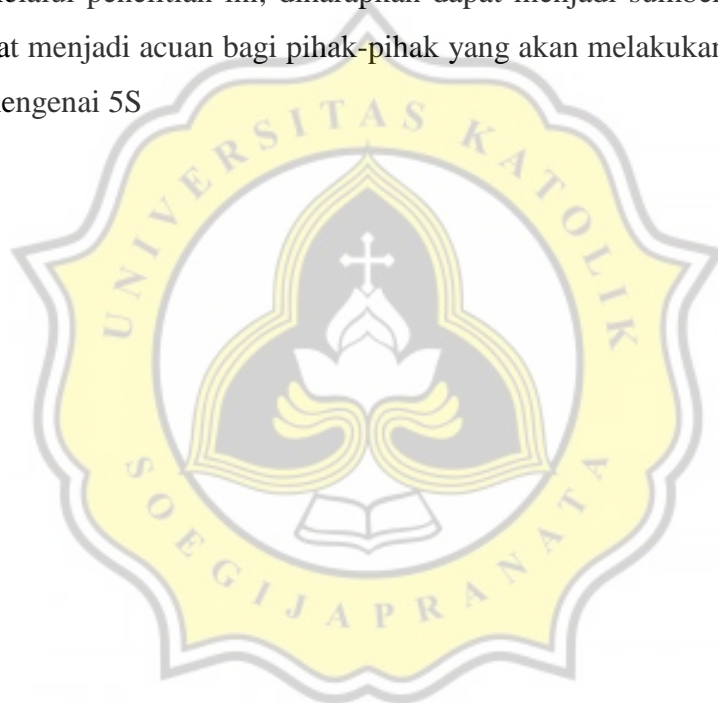 melalui penelitian ini, diharapkan dapat menjadi sumber
at menjadi acuan bagi pihak-pihak yang akan melakukan
mengenai 5S
UNIVERSITAS KATOLIK
SOEGIJAPRANATA